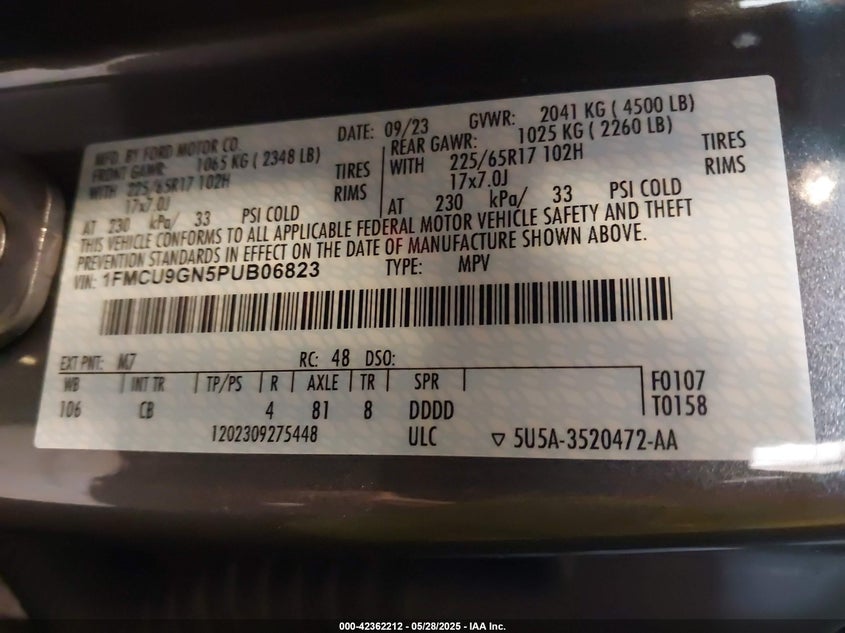 MFD. BY FORD MOTOR CO. DATE: 09/23 GVWR: 2041 KG ( 4500 LB)
FRONT GAWR: 1065 KG ( 2348 LB) REAR GAWR: 1025 KG ( 2260 LB)
WITH 225/65R17 102H TIRES WITH 225/65R17 102H TIRES
17x7.0J RIMS 17x7.0J RIMS
AT 230 kPa/ 33 PSI COLD AT 230 kPa/ 33 PSI COLD
THIS VEHICLE CONFORMS TO ALL APPLICABLE FEDERAL MOTOR VEHICLE SAFETY AND THEFT
PREVENTION STANDARDS IN EFFECT ON THE DATE OF MANUFACTURE SHOWN ABOVE.
VIN: 1FMCU9GN5PUB06823 TYPE: MPV
EXT PNT: M7 RC: 48 DSO:
WB INT TR TP/PS R AXLE TR SPR F0107
106 CB 4 81 8 DDDD T0158
1202309275448 ULC ▽ 5U5A-3520472-AA
000-42362212 - 05/28/2025 - IAA Inc.